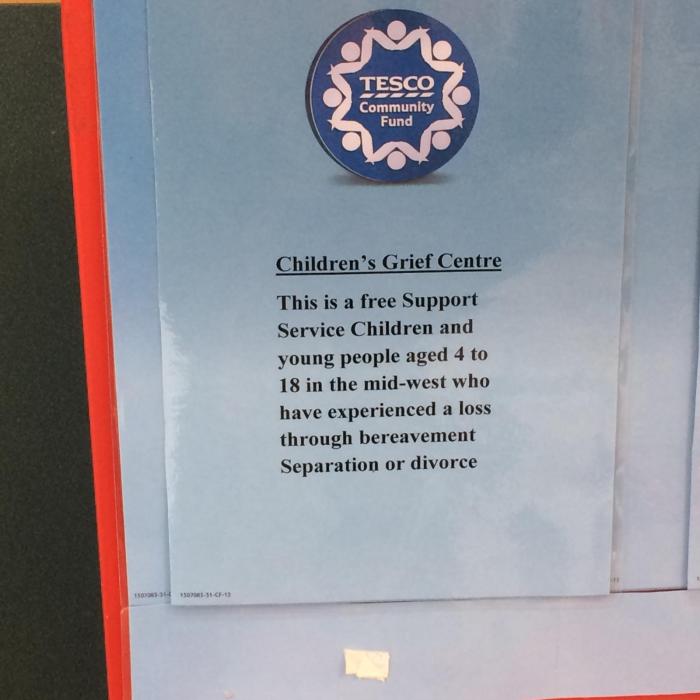 TESCO
Community
Fund
Children's Grief Centre
This is a free Support
Service Children and
young people aged 4 to
18 in the mid-west who
have experienced a loss
through bereavement
Separation or divorce